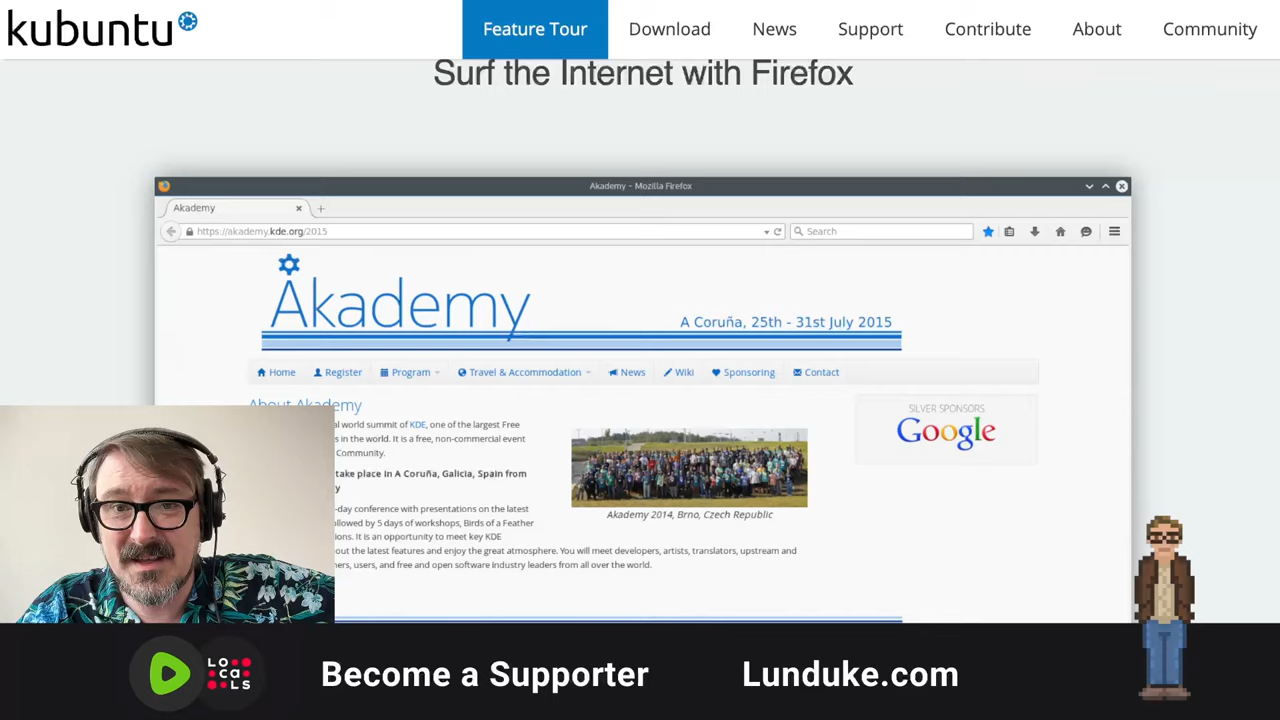 kubuntu
Feature Tour
Download
News
Support
Contribute
About
Community
Surf the Internet with Firefox
Akademy - Mozilla Firefox
Akademy
https://akademy.kde.org/2015
Search
Akademy
A Coruña, 25th - 31st July 2015
Home
Register
Program
Travel & Accommodation
News
Wiki
Sponsoring
Contact
About Akademy
al world summit of KDE, one of the largest Free
s in the world. It is a free, non-commercial event
Community.
take place in A Coruña, Galicia, Spain from
y
-day conference with presentations on the latest
ollowed by 5 days of workshops, Birds of a Feather
ions. It is an opportunity to meet key KDE
out the latest features and enjoy the great atmosphere. You will meet developers, artists, translators, upstream and
ners, users, and free and open software industry leaders from all over the world.
Akademy 2014, Brno, Czech Republic
SILVER SPONSORS
Google
LOCALS
Become a Supporter
Lunduke.com